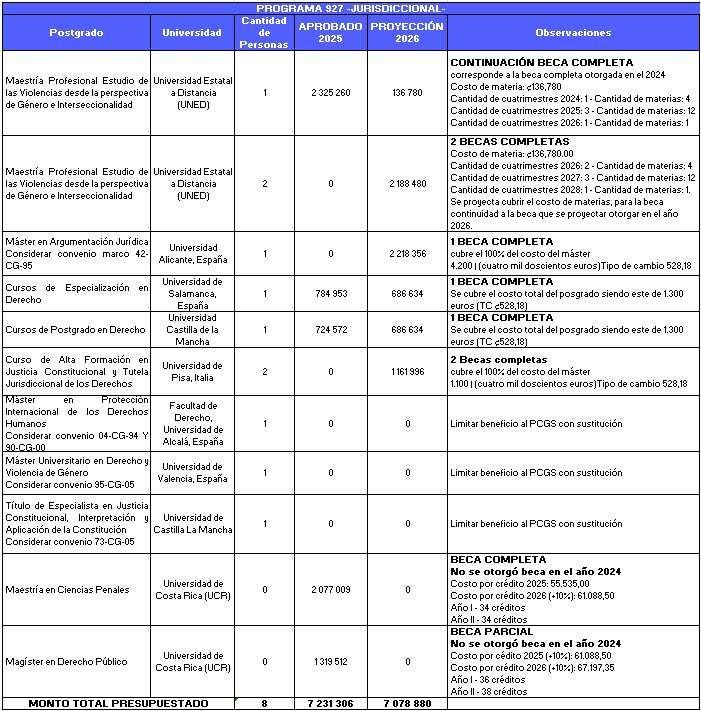 PROGRAMA 927 -JURISDICCIONAL-
Postgrado
Universidad
Cantidad
de
Personas
APROBADO
2025
PROYECCIÓN
2026
Observaciones
Maestría Profesional Estudio de
las Violencias desde la perspectiva
de Género e Interseccionalidad
Universidad Estatal
a Distancia
(UNED)
1
2 325 260
136 780
CONTINUACIÓN BECA COMPLETA
corresponde a la beca completa otorgada en el 2024
Costo de materia: ¢136,780
Cantidad de cuatrimestres 2024: 1 - Cantidad de materias: 4
Cantidad de cuatrimestres 2025: 3 - Cantidad de materias: 12
Cantidad de cuatrimestres 2026: 1 - Cantidad de materias: 1
Maestría Profesional Estudio de
las Violencias desde la perspectiva
de Género e Interseccionalidad
Universidad Estatal
a Distancia
(UNED)
2
0
2 188 480
2 BECAS COMPLETAS
Costo de materia: ¢136,780.00
Cantidad de cuatrimestres 2026: 2 - Cantidad de materias: 4
Cantidad de cuatrimestres 2027: 3 - Cantidad de materias: 12
Cantidad de cuatrimestres 2028: 1 - Cantidad de materias: 1.
Se proyecta cubrir el costo de materias, para la beca
continuidad a la beca que se proyectar otorgar en el año
2026.
Máster en Argumentación Jurídica
Considerar convenio marco 42-
CG-95
Universidad
Alicante, España
1
0
2 218 356
1 BECA COMPLETA
cubre el 100% del costo del máster
4.200 | (cuatro mil doscientos euros)Tipo de cambio 528,18
Cursos de Especialización en
Derecho
Universidad de
Salamanca,
España
1
784 953
686 634
1 BECA COMPLETA
Se cubre el costo total del posgrado siendo este de 1.300
euros (TC ¢528,18)
Cursos de Postgrado en Derecho
Universidad
Castilla de la
Mancha
1
724 572
686 634
1 BECA COMPLETA
Se cubre el costo total del posgrado siendo este de 1.300
euros (TC ¢528,18)
Curso de Alta Formación en
Justicia Constitucional y Tutela
Jurisdiccional de los Derechos
Universidad de
Pisa, Italia
2
0
1 161 996
2 Becas completas
cubre el 100% del costo del máster
1.100 | (cuatro mil doscientos euros)Tipo de cambio 528,18
Máster en Protección
Internacional de los Derechos
Humanos
Considerar convenio 04-CG-94 Y
90-CG-00
Facultad de
Derecho,
Universidad de
Alcalá, España
1
0
0
Limitar beneficio al PCGS con sustitución
Máster Universitario en Derecho y
Violencia de Género
Considerar convenio 95-CG-05
Universidad de
Valencia, España
1
0
0
Limitar beneficio al PCGS con sustitución
Título de Especialista en Justicia
Constitucional, Interpretación y
Aplicación de la Constitución
Considerar convenio 73-CG-05
Universidad de
Castilla La Mancha
1
0
0
Limitar beneficio al PCGS con sustitución
Maestría en Ciencias Penales
Universidad de
Costa Rica (UCR)
0
2 077 009
0
BECA COMPLETA
No se otorgó beca en el año 2024
Costo por crédito 2025: 55.535,00
Costo por crédito 2026 (+10%): 61.088,50
Año I - 34 créditos
Año II - 34 créditos
Magíster en Derecho Público
Universidad de
Costa Rica (UCR)
0
1 319 512
0
BECA PARCIAL
No se otorgó beca en el año 2024
Costo por cédito 2025 (+10%): 61.088,50
Costo por crédito 2026 (+10%): 67.197,35
Año I - 36 créditos
Año II - 38 créditos
MONTO TOTAL PRESUPUESTADO
8
7 231 306
7 078 880